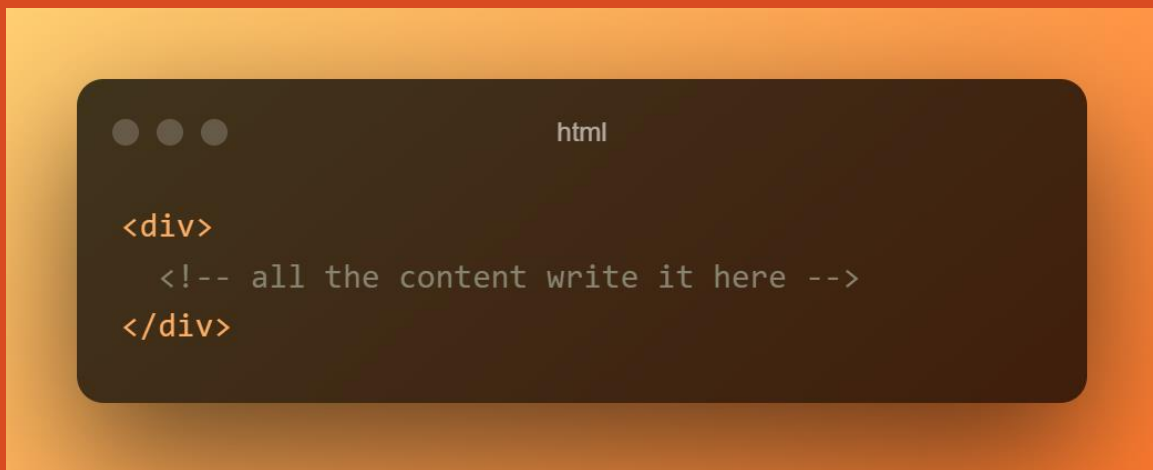 html
<div>
<!-- all the content write it here -->
</div>